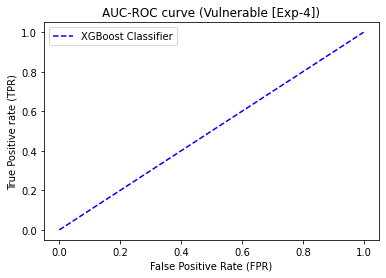 AUC-ROC curve (Vulnerable [Exp-4])
XGBoost Classifier
True Positive rate (TPR)
1.0
0.8
0.6
0.4
0.2
0.0
0.0 0.2 0.4 0.6 0.8 1.0
False Positive Rate (FPR)